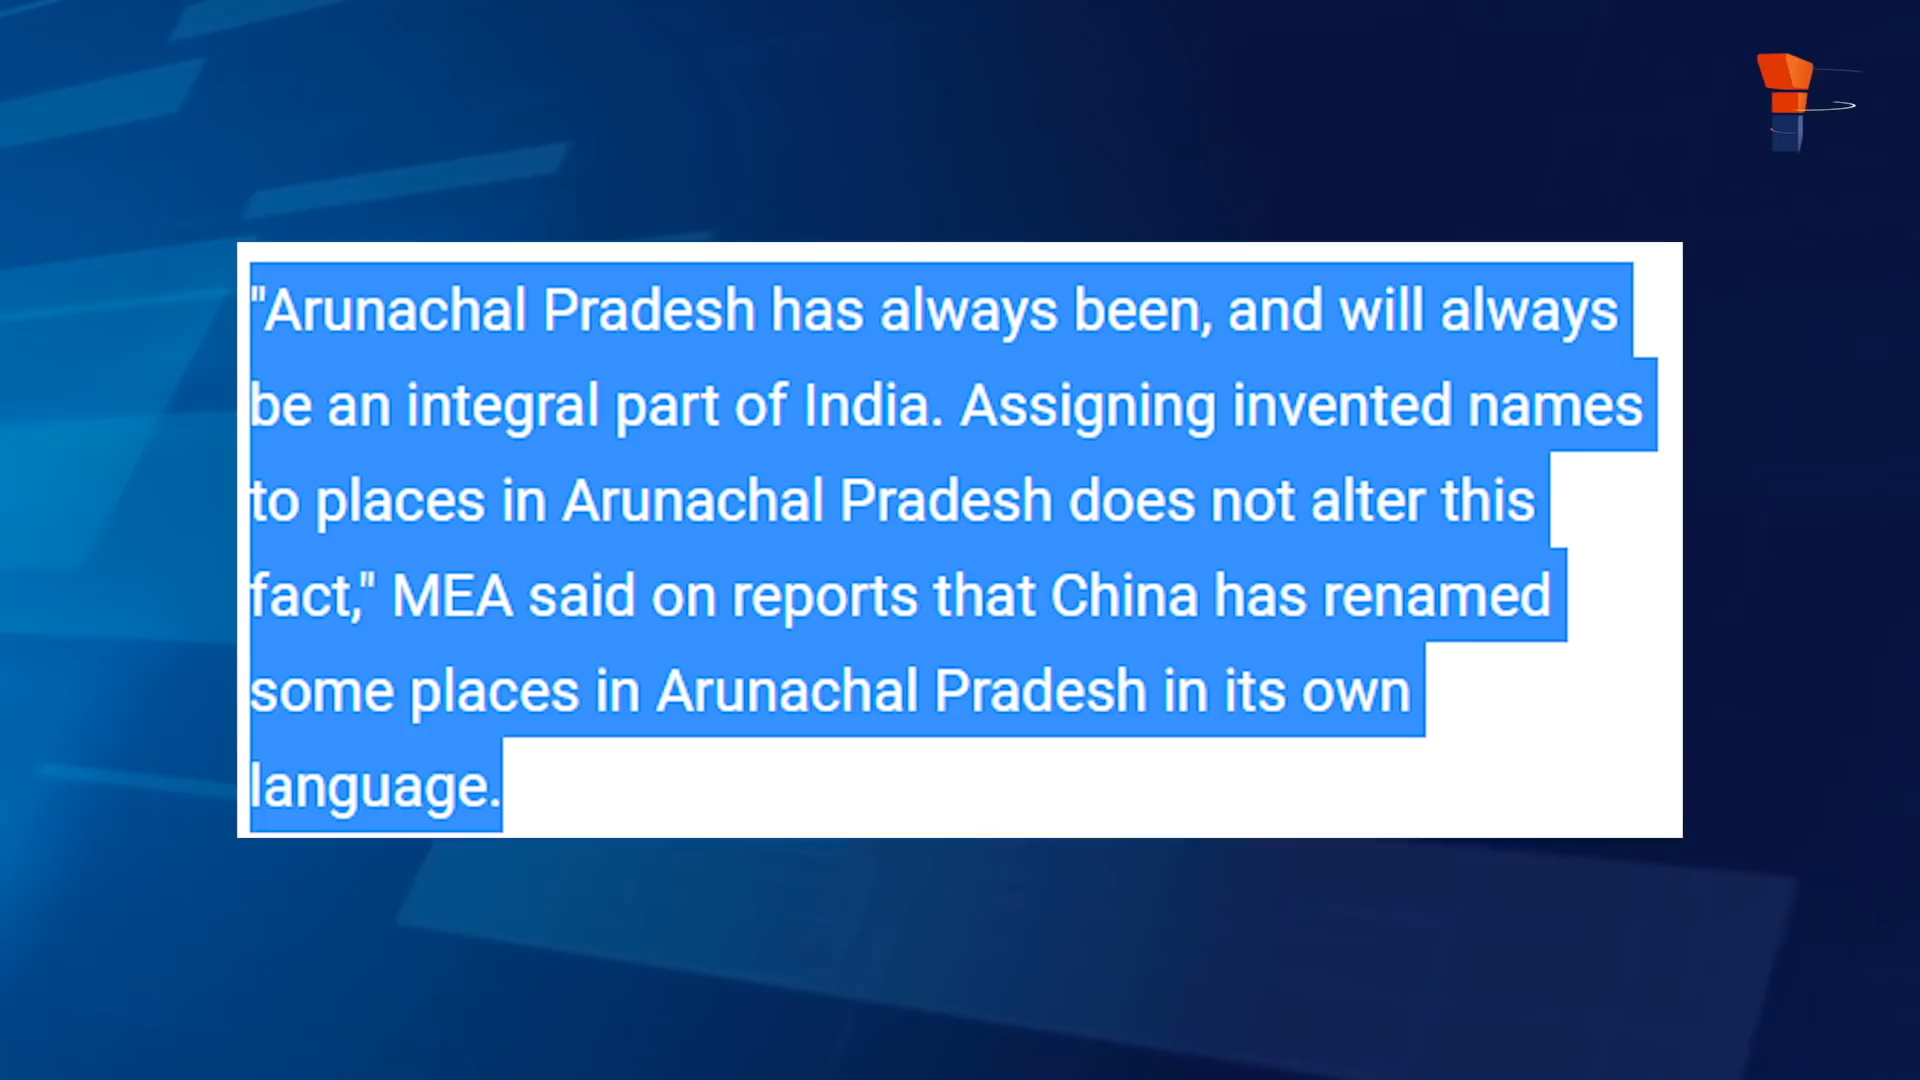 "Arunachal Pradesh has always been, and will always
be an integral part of India. Assigning invented names
to places in Arunachal Pradesh does not alter this
fact," MEA said on reports that China has renamed
some places in Arunachal Pradesh in its own
language.